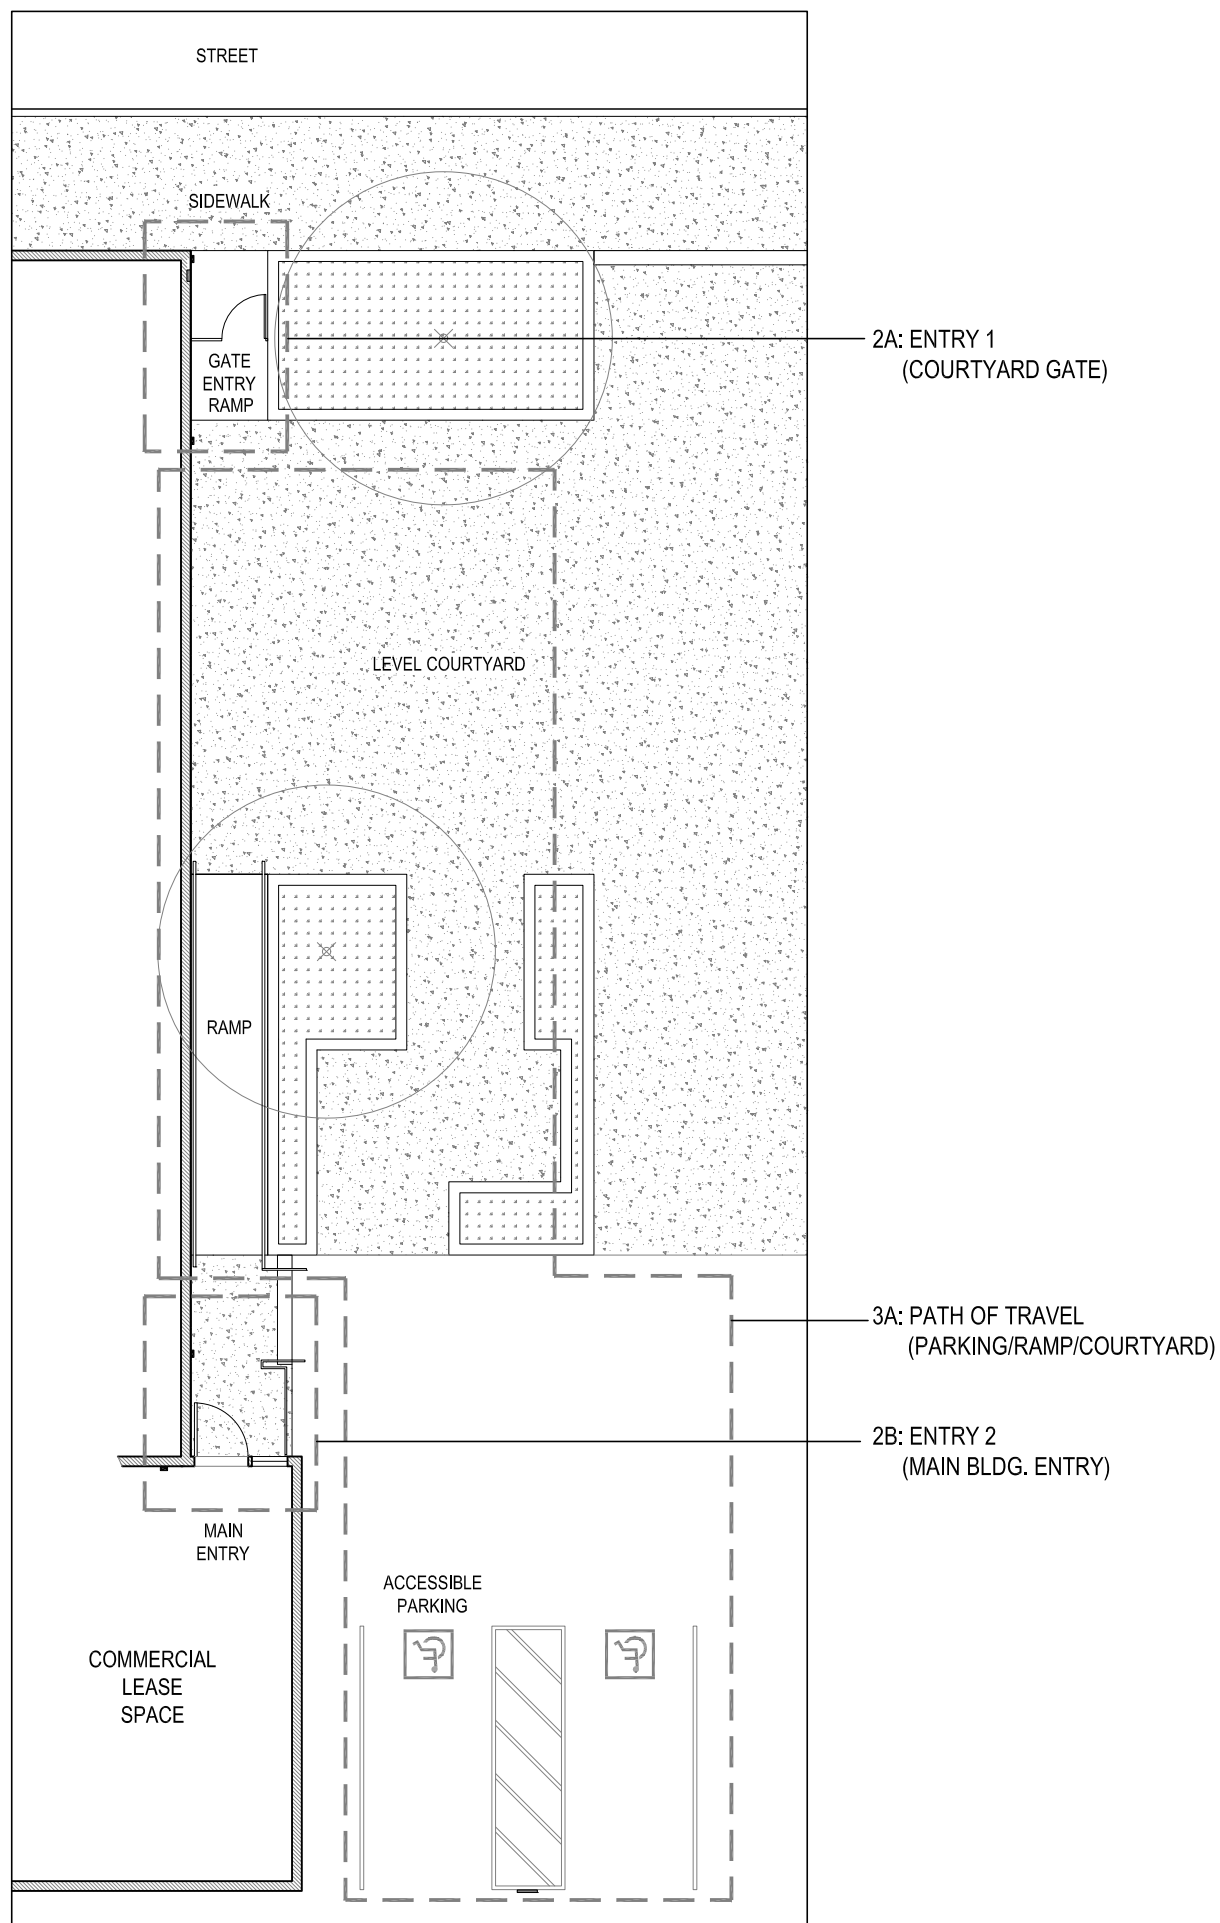 STREET
SIDEWALK
GATE
ENTRY
RAMP
2A: ENTRY 1
(COURTYARD GATE)
LEVEL COURTYARD
RAMP
3A: PATH OF TRAVEL
(PARKING/RAMP/COURTYARD)
2B: ENTRY 2
(MAIN BLDG. ENTRY)
MAIN
ENTRY
ACCESSIBLE
PARKING
COMMERCIAL
LEASE
SPACE